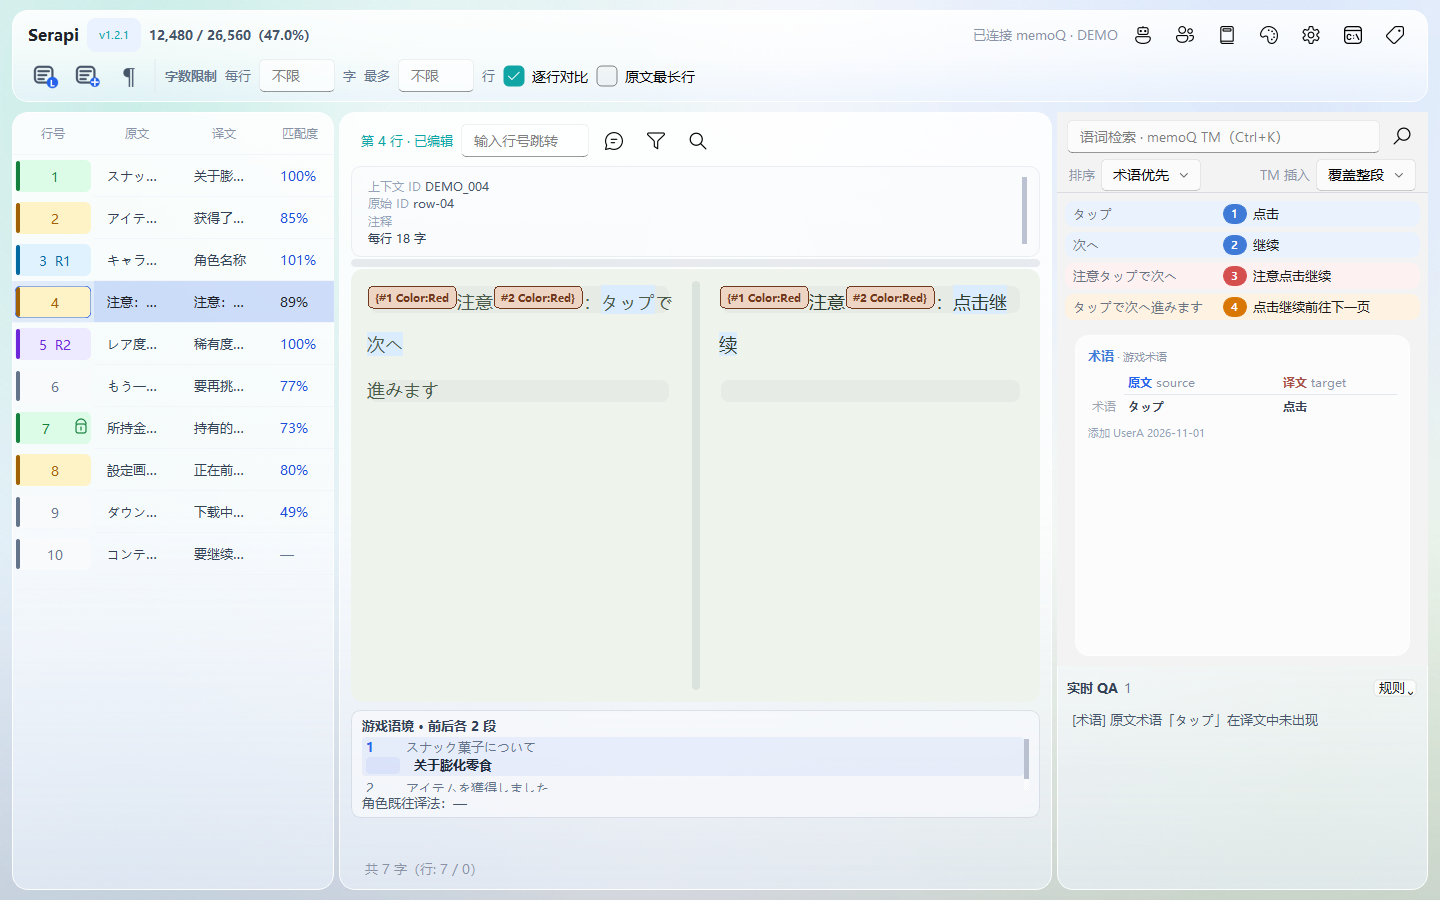 Serapi v1.2.1 12,480 / 26,560 (47.0%) 已连接 memoQ · DEMO
字数限制 每行 不限 字 最多 不限 行 逐行对比 原文最长行
行号 原文 译文 匹配度
1 スナッ... 关于膨... 100%
2 アイテ... 获得了... 85%
3 R1 キャラ... 角色名称 101%
4 注意：... 注意：... 89%
5 R2 レア度... 稀有度... 100%
6 もう一... 要再挑... 77%
7 所持金... 持有的... 73%
8 設定画... 正在前... 80%
9 ダウン... 下载中... 49%
10 コンテ... 要继续... —
第 4 行 · 已编辑 输入行号跳转
上下文 ID DEMO_004
原始 ID row-04
注释
每行 18 字
{#1 Color:Red 注意 #2 Color:Red} ：タップで
次へ
進みます
{#1 Color:Red 注意 #2 Color:Red} ：点击继
续
游戏语境 • 前后各 2 段
1 スナック菓子について
关于膨化零食
2 アイテムを獲得しました
角色既往译法：—
共 7 字（行: 7 / 0）
语词检索 · memoQ TM（Ctrl+K）
排序 术语优先 TM 插入 覆盖整段
タップ 1 点击
次へ 2 继续
注意タップで次へ 3 注意点击继续
タップで次へ進みます 4 点击继续前往下一页
术语 · 游戏术语
原文 source 译文 target
术语 タップ 点击
添加 UserA 2026-11-01
实时 QA 1 规则
[术语] 原文术语「タップ」在译文中未出现